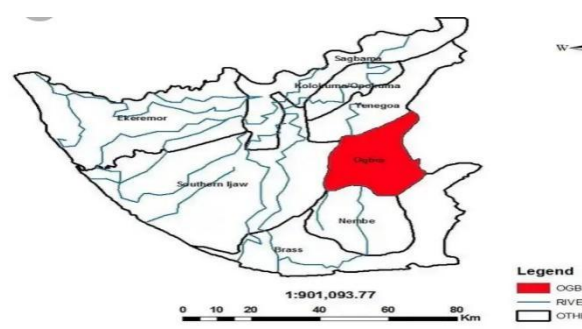 Sagbama
W
Kolokuma/Opokuma
Yenegoa
Ekeremor
Ogbia
Southern Ijaw
Nembe
Brass
1:901,093.77
Legend
OGB
RIVE
OTH
0 10 20 40 60 80
Km